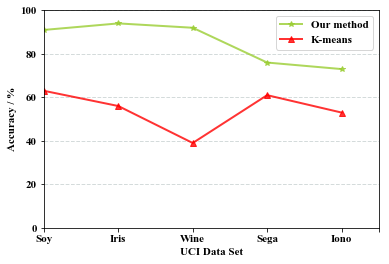 100
80
60
40
20
0
Accuracy / %
Our method
K-means
Soy Iris Wine Sega Iono
UCI Data Set